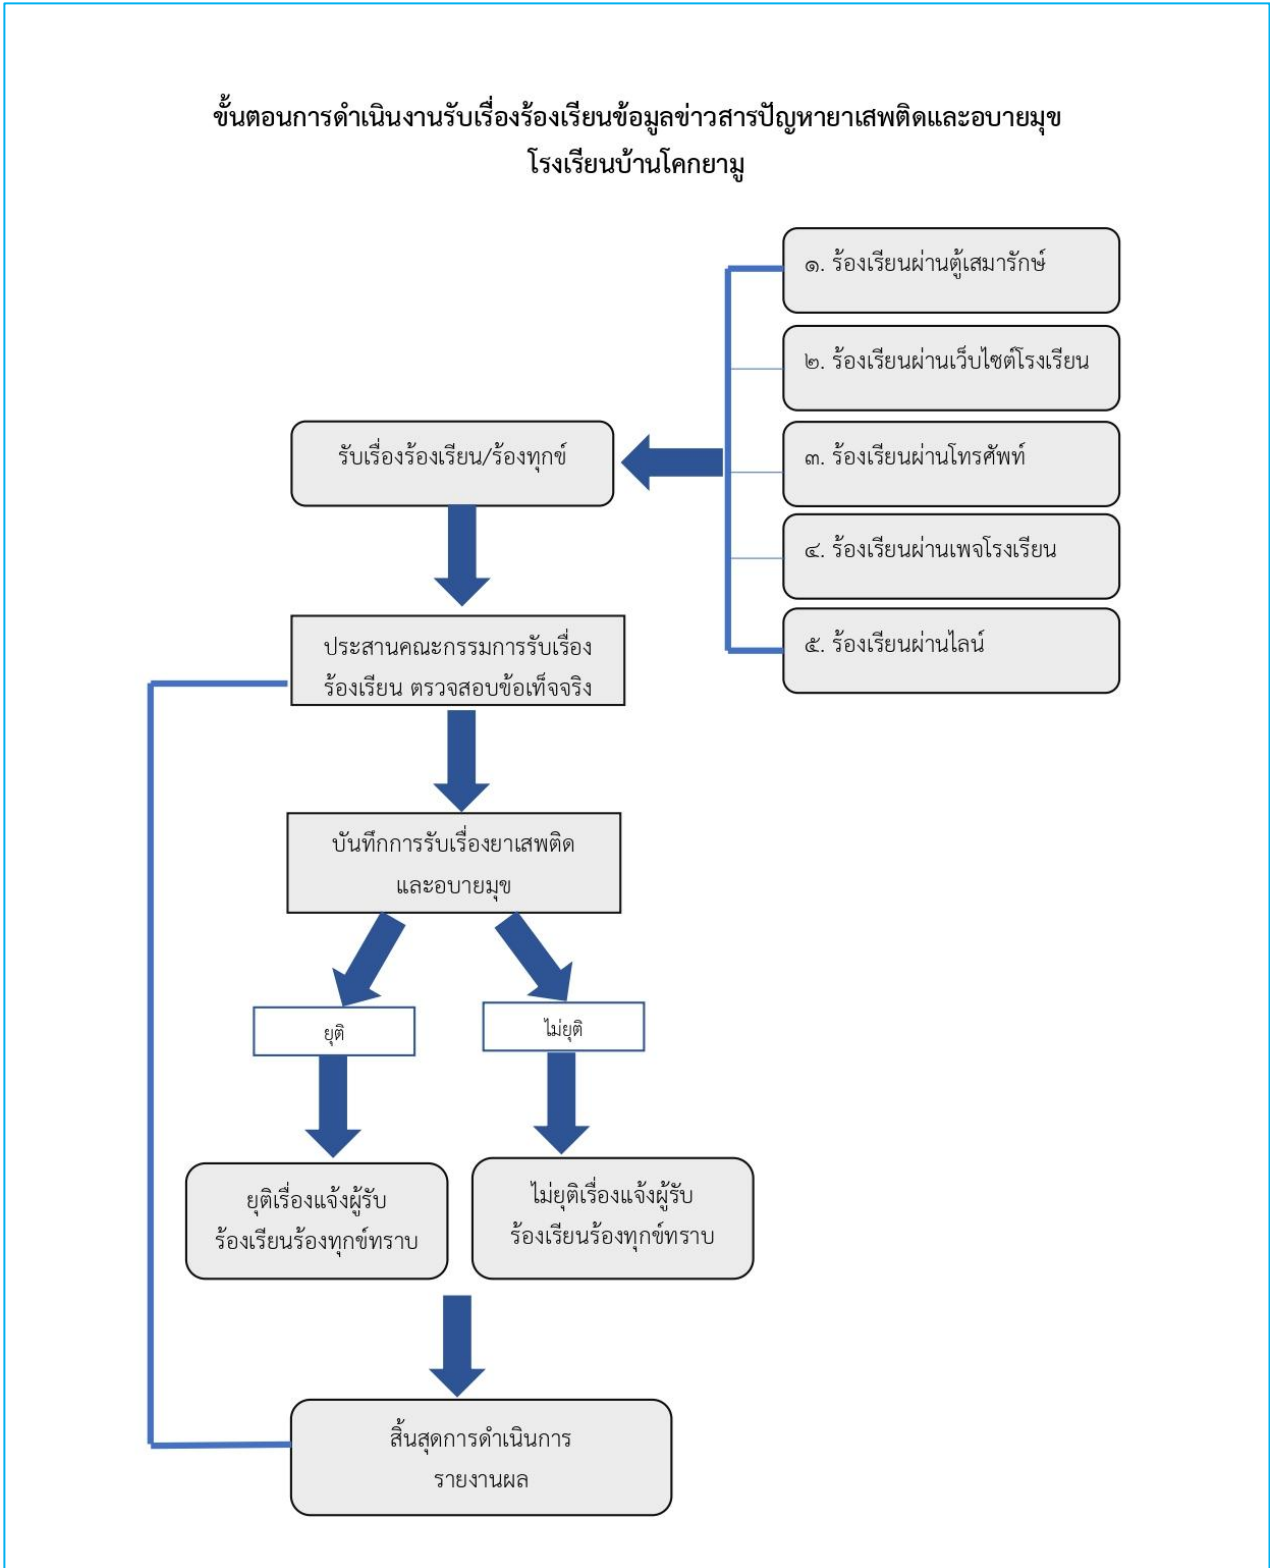 ขั้นตอนการดำเนินงานรับเรื่องร้องเรียนข้อมูลข่าวสารปัญหายาเสพติดและอบายมุข
โรงเรียนบ้านโคกยามู
๑. ร้องเรียนผ่านตู้เสมารักษ์
๒. ร้องเรียนผ่านเว็บไซต์โรงเรียน
๓. ร้องเรียนผ่านโทรศัพท์
๔. ร้องเรียนผ่านเพจโรงเรียน
๕. ร้องเรียนผ่านไลน์
รับเรื่องร้องเรียน/ร้องทุกข์
ประสานคณะกรรมการรับเรื่อง
ร้องเรียน ตรวจสอบข้อเท็จจริง
บันทึกการรับเรื่องยาเสพติด
และอบายมุข
ยุติ
ไม่ยุติ
ยุติเรื่องแจ้งผู้รับ
ร้องเรียนร้องทุกข์ทราบ
ไม่ยุติเรื่องแจ้งผู้รับ
ร้องเรียนร้องทุกข์ทราบ
สิ้นสุดการดำเนินการ
รายงานผล